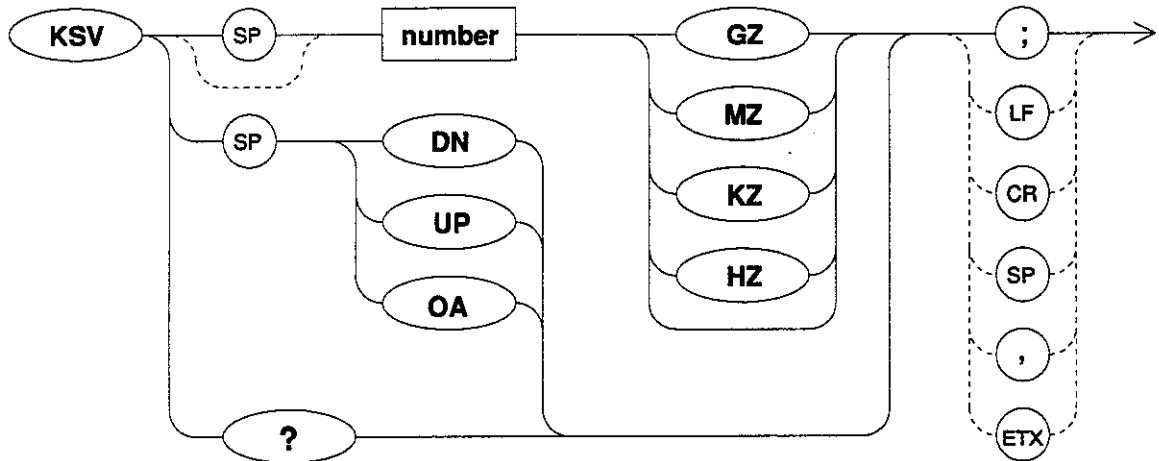 KSV SP number GZ ;
MZ LF
SP DN
KZ CR
UP
HZ SP
OA
,
? ETX